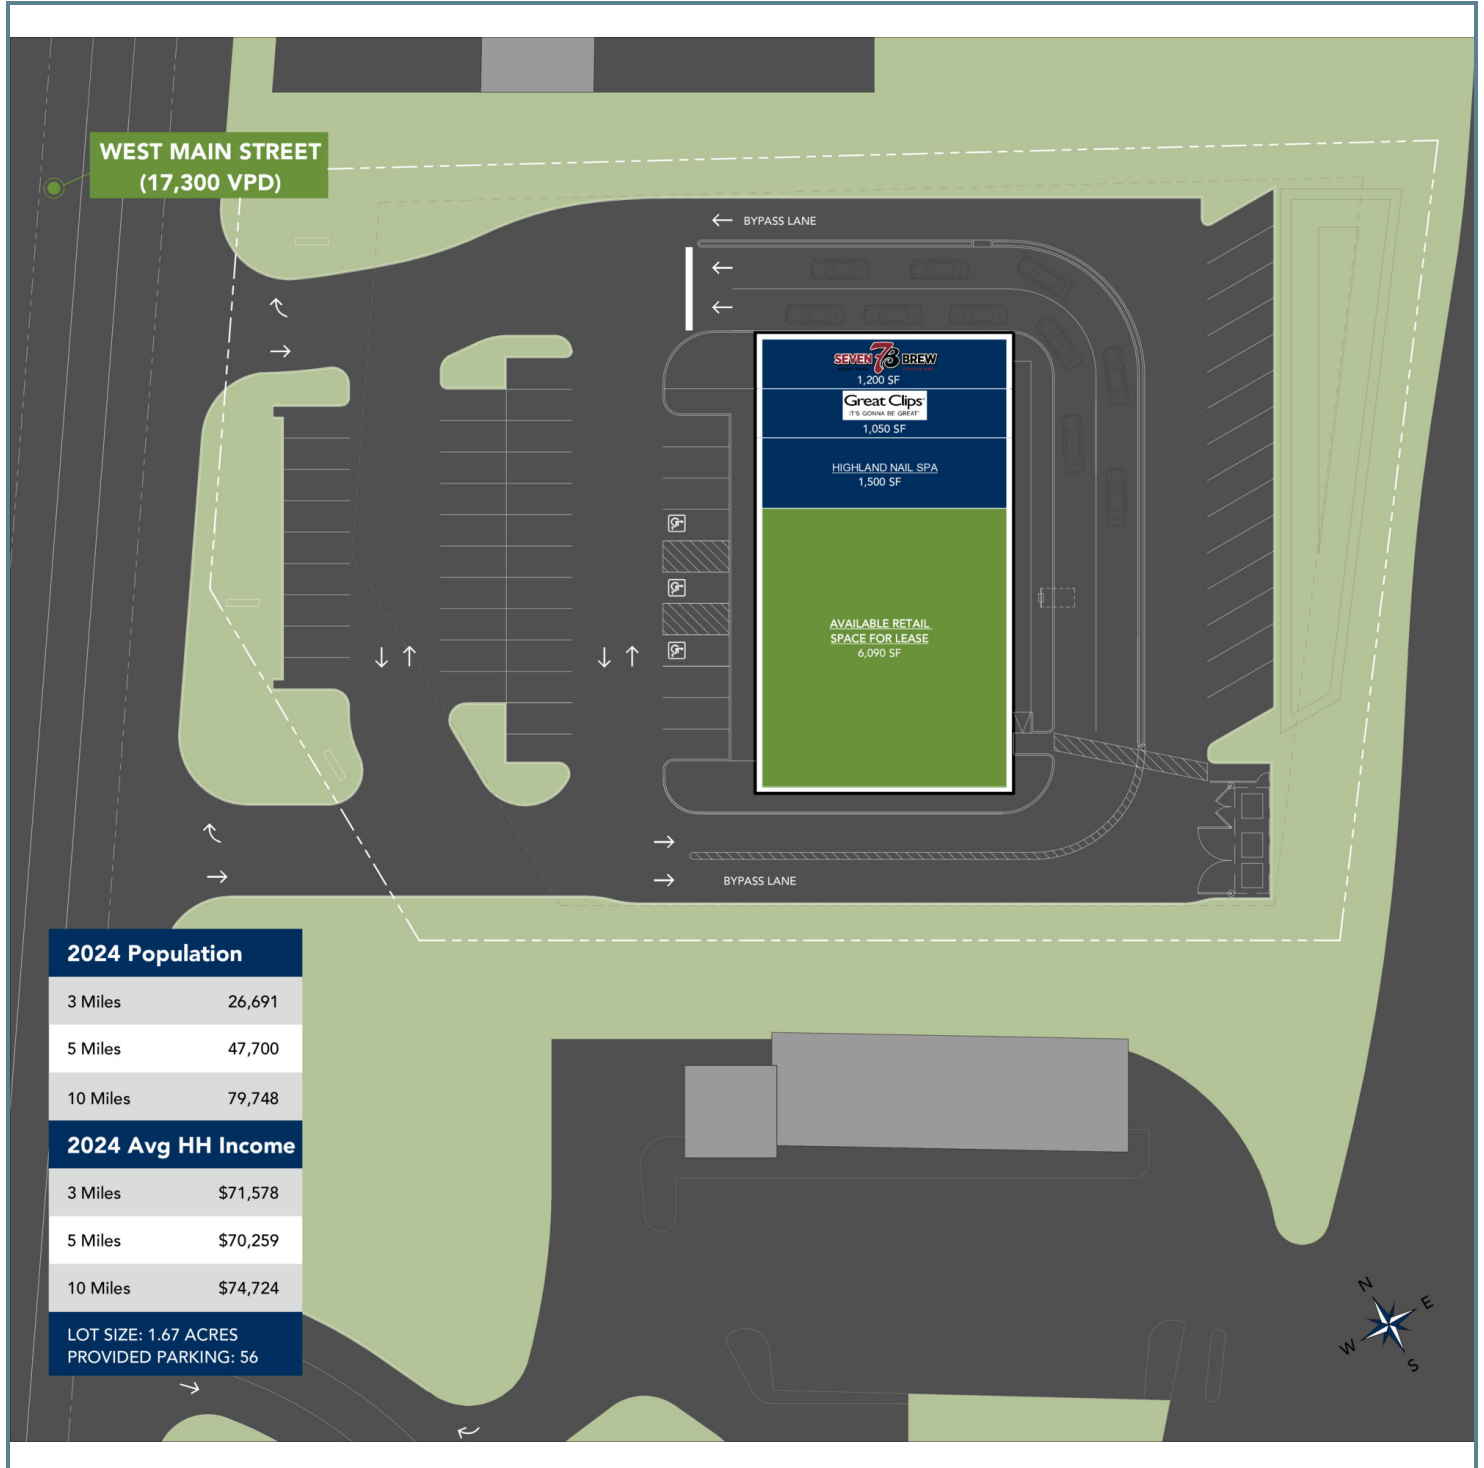 WEST MAIN STREET
(17,300 VPD)
← BYPASS LANE
SEVEN 7B BREW
1,200 SF
Great Clips®
IT'S GONNA BE GREAT®
1,050 SF
HIGHLAND NAIL SPA
1,500 SF
AVAILABLE RETAIL
SPACE FOR LEASE
6,090 SF
→ BYPASS LANE
2024 Population
3 Miles 26,691
5 Miles 47,700
10 Miles 79,748
2024 Avg HH Income
3 Miles $71,578
5 Miles $70,259
10 Miles $74,724
LOT SIZE: 1.67 ACRES
PROVIDED PARKING: 56
N
E
W
S